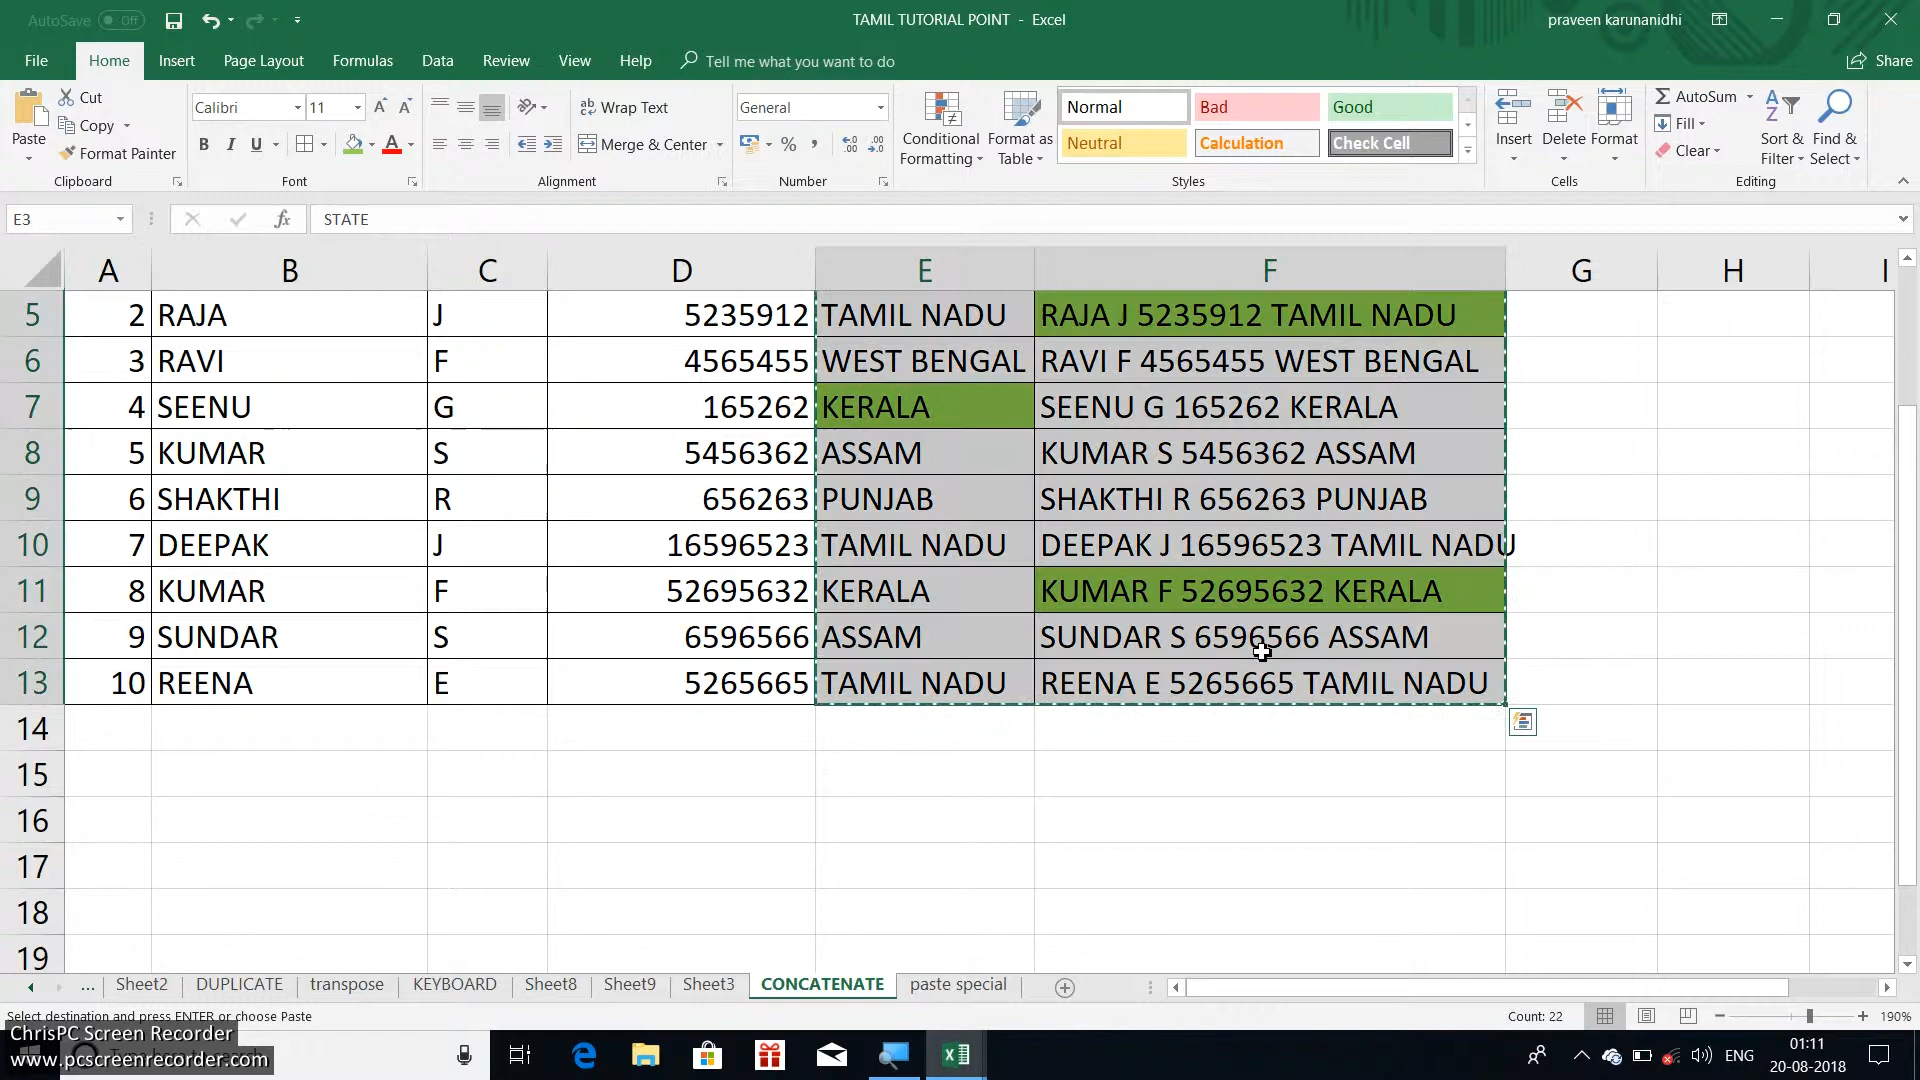 AutoSave Off
TAMIL TUTORIAL POINT - Excel
praveen karunanidhi
File Home Insert Page Layout Formulas Data Review View Help Tell me what you want to do Share
Paste
Cut
Copy
Format Painter
Clipboard
Calibri 11
B I U
Font
Wrap Text
Merge & Center
Alignment
General
%
Number
Conditional Formatting
Format as Table
Normal Bad Good
Neutral Calculation Check Cell
Styles
Insert Delete Format
Cells
AutoSum
Fill
Clear
Sort & Filter
Find & Select
Editing
E3 fx STATE
A B C D E F G H I
5 2 RAJA J 5235912 TAMIL NADU RAJA J 5235912 TAMIL NADU
6 3 RAVI F 4565455 WEST BENGAL RAVI F 4565455 WEST BENGAL
7 4 SEENU G 165262 KERALA SEENU G 165262 KERALA
8 5 KUMAR S 5456362 ASSAM KUMAR S 5456362 ASSAM
9 6 SHAKTHI R 656263 PUNJAB SHAKTHI R 656263 PUNJAB
10 7 DEEPAK J 16596523 TAMIL NADU DEEPAK J 16596523 TAMIL NADU
11 8 KUMAR F 52695632 KERALA KUMAR F 52695632 KERALA
12 9 SUNDAR S 6596566 ASSAM SUNDAR S 6596566 ASSAM
13 10 REENA E 5265665 TAMIL NADU REENA E 5265665 TAMIL NADU
14
15
16
17
18
19
... Sheet2 DUPLICATE transpose KEYBOARD Sheet8 Sheet9 Sheet3 CONCATENATE paste special
Select destination and press ENTER or choose Paste
Count: 22
190%
ChrisPC Screen Recorder
www.pcscreenrecorder.com
ENG
01:11
20-08-2018